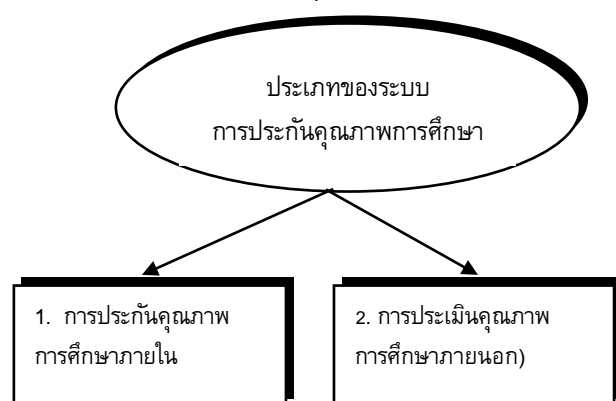 ประเภทของระบบ
การประกันคุณภาพการศึกษา
1. การประกันคุณภาพ
การศึกษาภายใน
2. การประเมินคุณภาพ
การศึกษาภายนอก)